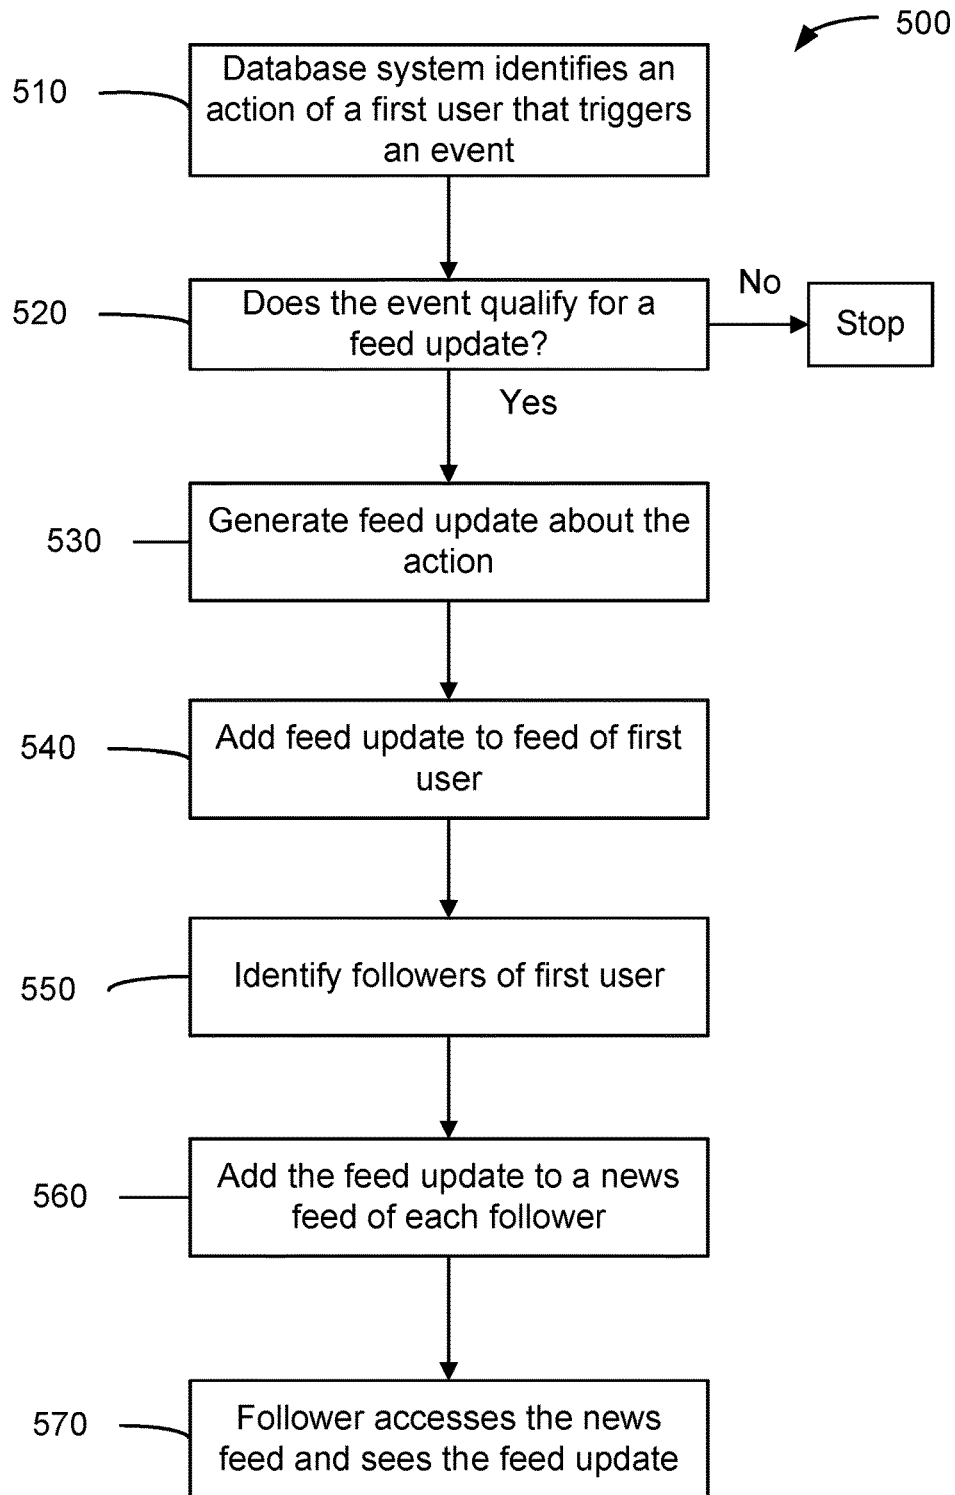 500
510
Database system identifies an
action of a first user that triggers
an event
520
Does the event qualify for a
feed update?
No
Stop
Yes
530
Generate feed update about the
action
540
Add feed update to feed of first
user
550
Identify followers of first user
560
Add the feed update to a news
feed of each follower
570
Follower accesses the news
feed and sees the feed update